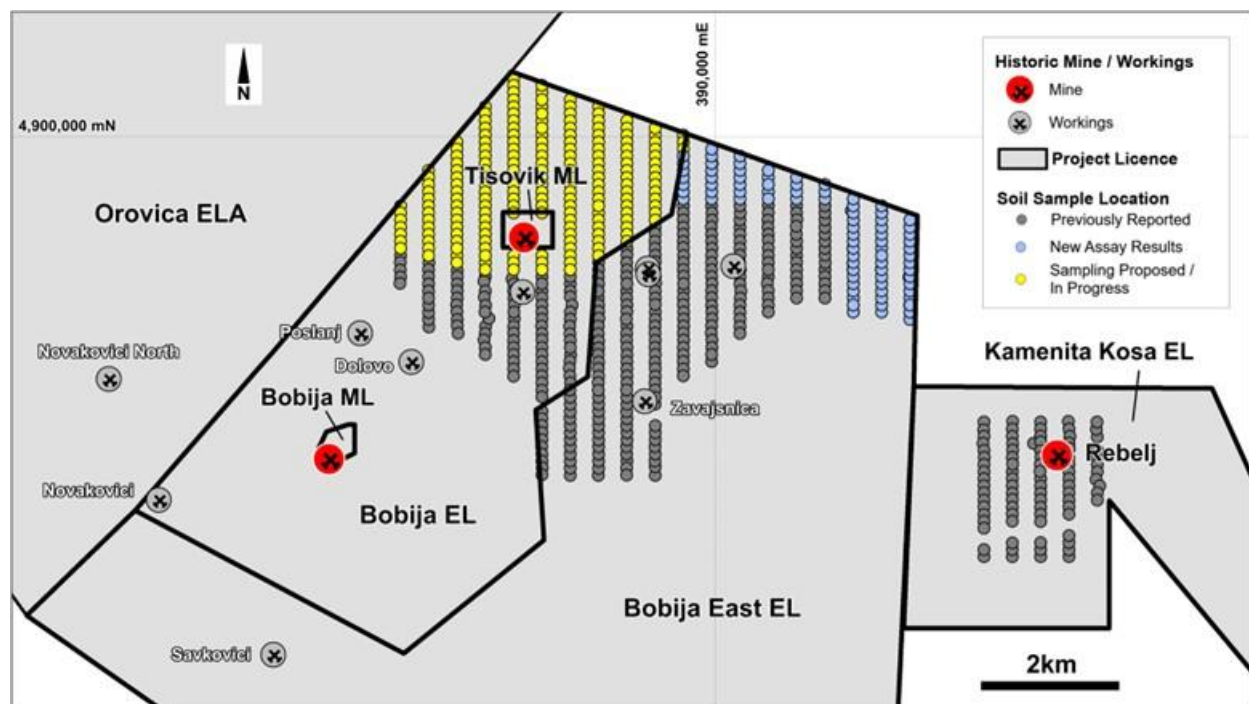 390,000 mE
N
4,900,000 mN
Historic Mine / Workings
Mine
Workings
Project Licence
Soil Sample Location
Previously Reported
New Assay Results
Sampling Proposed /
In Progress
Tisovik ML
Orovica ELA
Poslanj
Novakovici North
Dolovo
Kamenita Kosa EL
Bobija ML
Zavajsnica
Rebelj
Novakovici
Bobija EL
Bobija East EL
Savkovici
2km